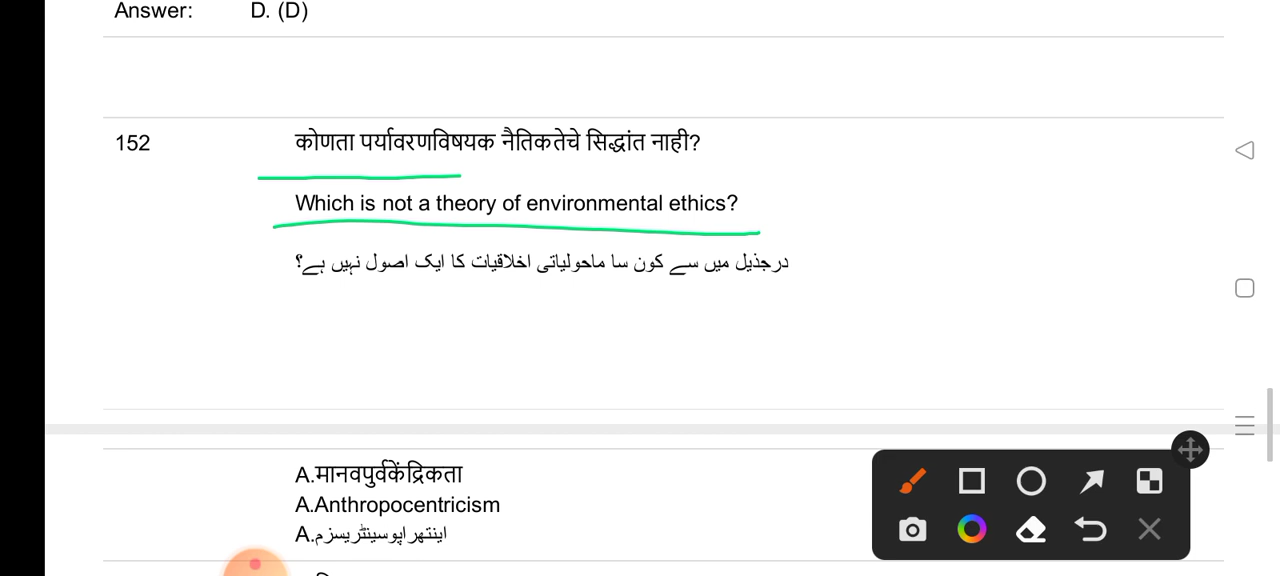 Answer: D. (D)
152 कोणता पर्यावरणविषयक नैतिकतेचे सिद्धांत नाही?
Which is not a theory of environmental ethics?
درجذیل میں سے کون سا ماحولیاتی اخلاقیات کا ایک اصول نہیں ہے؟
A.मानवपुर्वकेंद्रिकता
A.Anthropocentricism
A.اینتھراپوسینٹریسزم